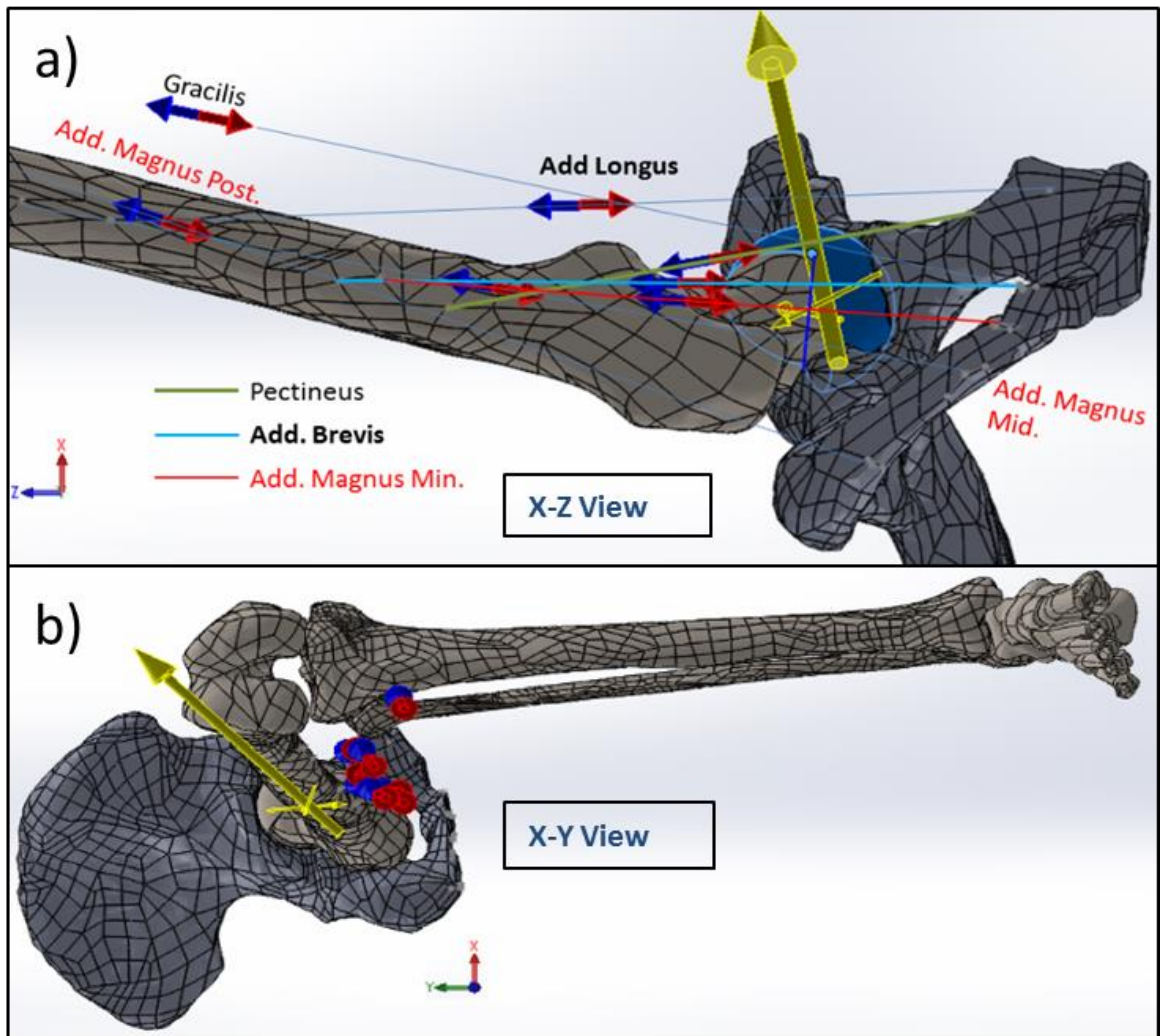 a)
Gracilis
Add. Magnus Post.
Add Longus
Pectineus
Add. Brevis
Add. Magnus Min.
Add. Magnus
Mid.
X
Z
X-Z View
b)
X-Y View
X
Y